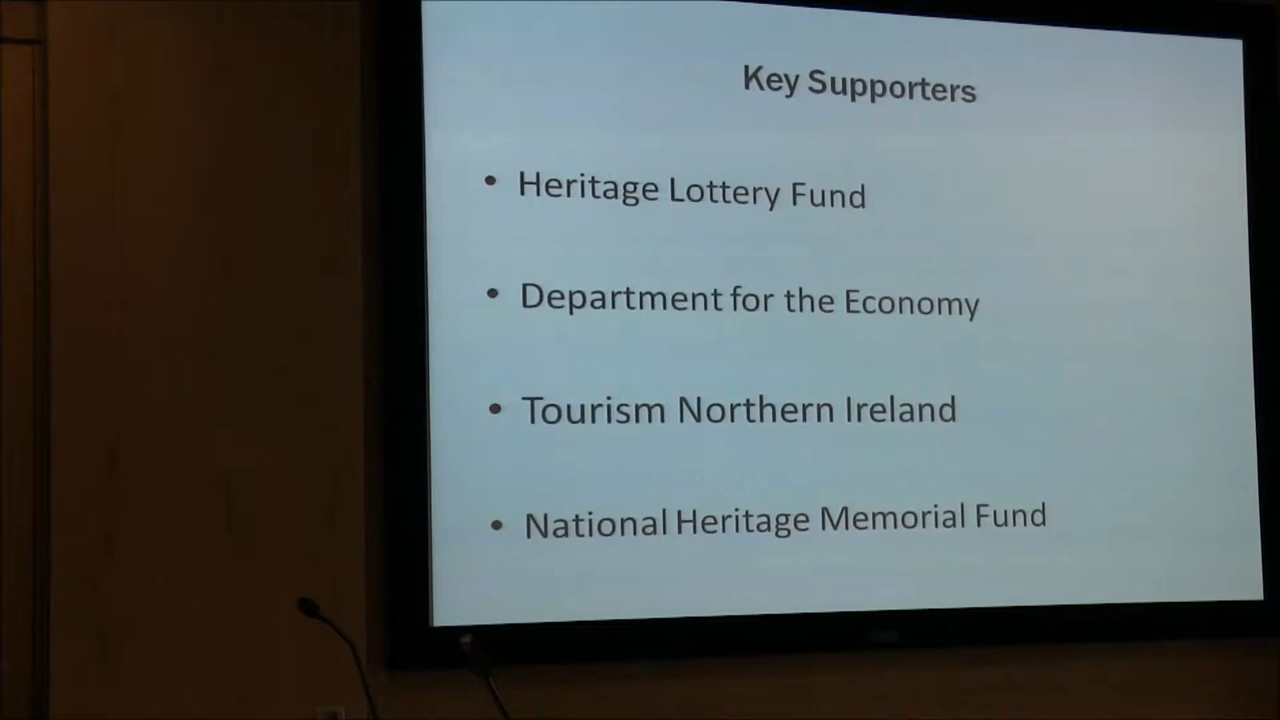 Key Supporters
• Heritage Lottery Fund
• Department for the Economy
• Tourism Northern Ireland
• National Heritage Memorial Fund